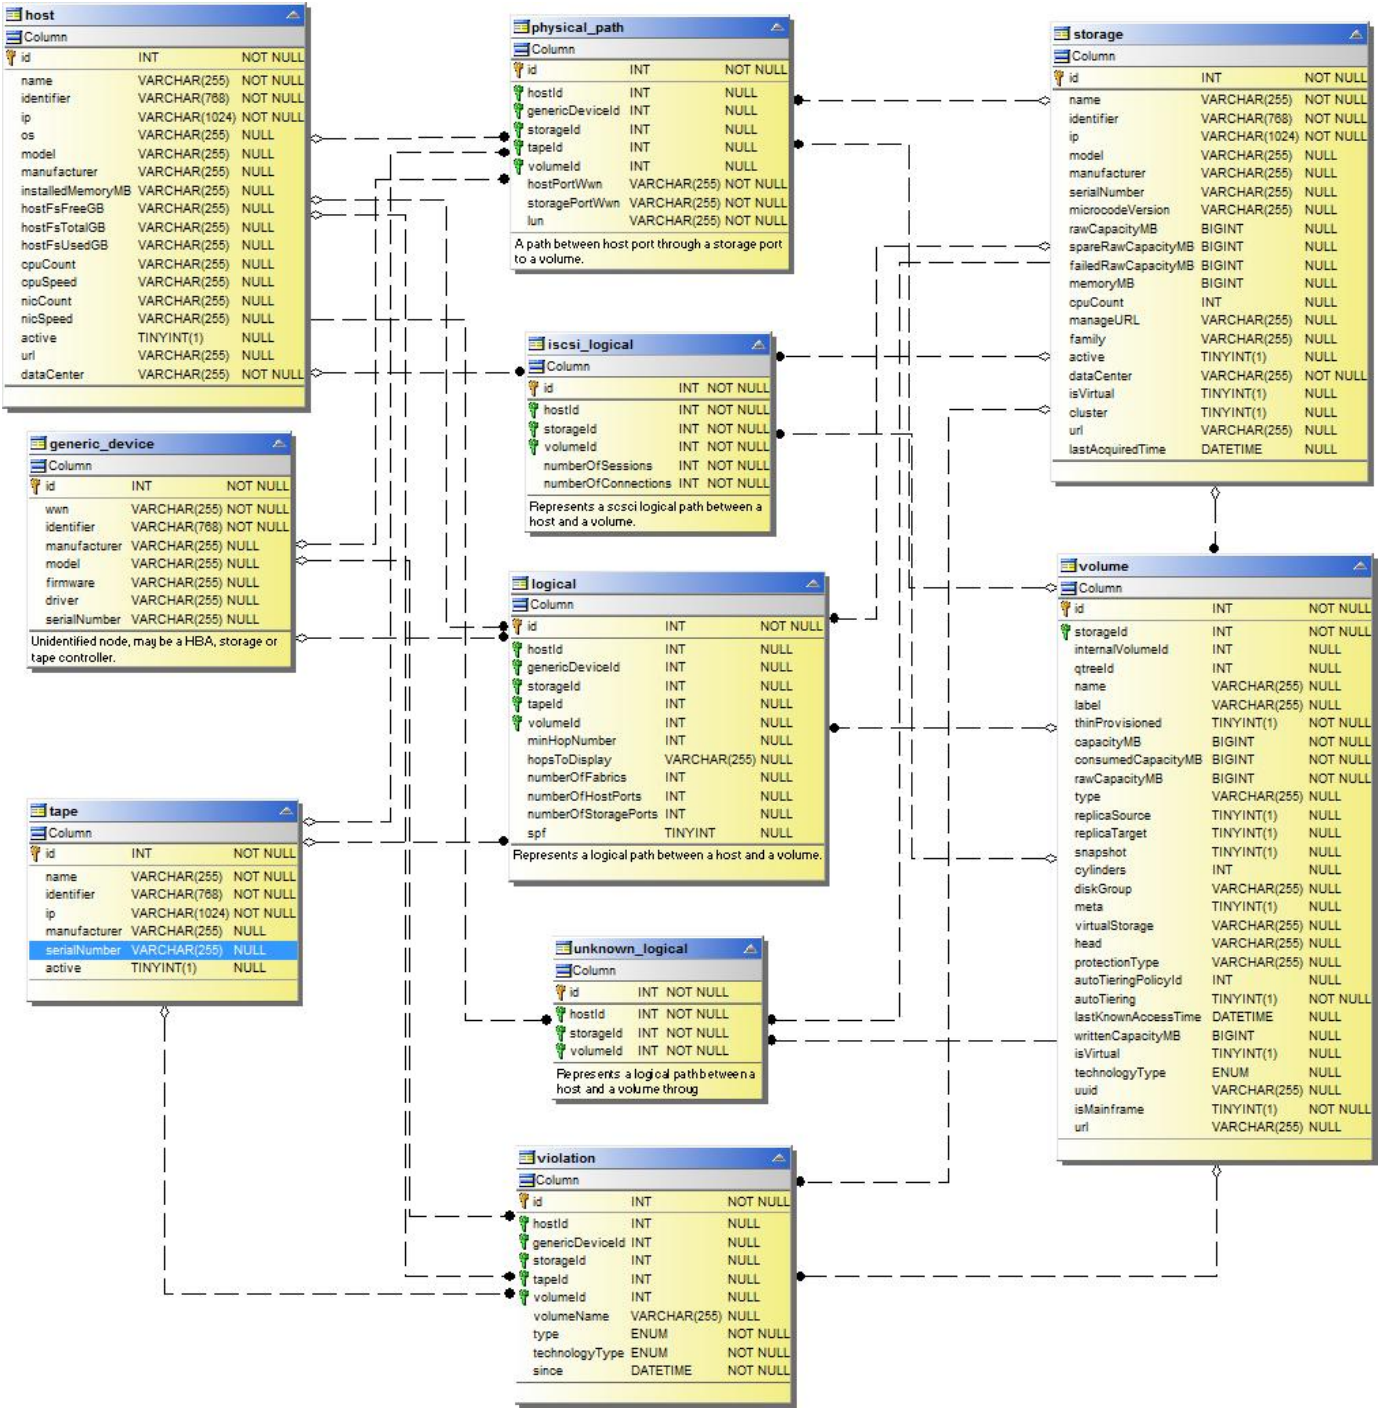 host
Column
id INT NOT NULL
name VARCHAR(255) NOT NULL
identifier VARCHAR(768) NOT NULL
ip VARCHAR(1024) NOT NULL
os VARCHAR(255) NULL
model VARCHAR(255) NULL
manufacturer VARCHAR(255) NULL
installedMemoryMB VARCHAR(255) NULL
hostFsFreeGB VARCHAR(255) NULL
hostFsTotalGB VARCHAR(255) NULL
hostFsUsedGB VARCHAR(255) NULL
cpuCount VARCHAR(255) NULL
cpuSpeed VARCHAR(255) NULL
nicCount VARCHAR(255) NULL
nicSpeed VARCHAR(255) NULL
active TINYINT(1) NULL
url VARCHAR(255) NULL
dataCenter VARCHAR(255) NOT NULL
generic_device
Column
id INT NOT NULL
wwn VARCHAR(255) NOT NULL
identifier VARCHAR(768) NOT NULL
manufacturer VARCHAR(255) NULL
model VARCHAR(255) NULL
firmware VARCHAR(255) NULL
driver VARCHAR(255) NULL
serialNumber VARCHAR(255) NULL
Unidentified node, may be a HBA, storage or
tape controller.
tape
Column
id INT NOT NULL
name VARCHAR(255) NOT NULL
identifier VARCHAR(768) NOT NULL
ip VARCHAR(1024) NOT NULL
manufacturer VARCHAR(255) NULL
serialNumber VARCHAR(255) NULL
active TINYINT(1) NULL
physical_path
Column
id INT NOT NULL
hostId INT NULL
genericDeviceId INT NULL
storageId INT NULL
tapeId INT NULL
volumeId INT NULL
hostPortWwn VARCHAR(255) NOT NULL
storagePortWwn VARCHAR(255) NOT NULL
lun VARCHAR(255) NOT NULL
A path between host port through a storage port
to a volume.
iscsi_logical
Column
id INT NOT NULL
hostId INT NOT NULL
storageId INT NOT NULL
volumeId INT NOT NULL
numberOfSessions INT NOT NULL
numberOfConnections INT NOT NULL
Represents a scsci logical path between a
host and a volume.
logical
Column
id INT NOT NULL
hostId INT NULL
genericDeviceId INT NULL
storageId INT NULL
tapeId INT NULL
volumeId INT NULL
minHopNumber INT NULL
hopsToDisplay VARCHAR(255) NULL
numberOfFabrics INT NULL
numberOfHostPorts INT NULL
numberOfStoragePorts INT NULL
spf TINYINT NULL
Represents a logical path between a host and a volume.
unknown_logical
Column
id INT NOT NULL
hostId INT NOT NULL
storageId INT NOT NULL
volumeId INT NOT NULL
Represents a logical path between a
host and a volume throug
violation
Column
id INT NOT NULL
hostId INT NULL
genericDeviceId INT NULL
storageId INT NULL
tapeId INT NULL
volumeId INT NULL
volumeName VARCHAR(255) NULL
type ENUM NOT NULL
technologyType ENUM NOT NULL
since DATETIME NOT NULL
storage
Column
id INT NOT NULL
name VARCHAR(255) NOT NULL
identifier VARCHAR(768) NOT NULL
ip VARCHAR(1024) NOT NULL
model VARCHAR(255) NULL
manufacturer VARCHAR(255) NULL
serialNumber VARCHAR(255) NULL
microcodeVersion VARCHAR(255) NULL
rawCapacityMB BIGINT NULL
spareRawCapacityMB BIGINT NULL
failedRawCapacityMB BIGINT NULL
memoryMB BIGINT NULL
cpuCount INT NULL
manageURL VARCHAR(255) NULL
family VARCHAR(255) NULL
active TINYINT(1) NULL
dataCenter VARCHAR(255) NOT NULL
isVirtual TINYINT(1) NULL
cluster TINYINT(1) NULL
url VARCHAR(255) NULL
lastAcquiredTime DATETIME NULL
volume
Column
id INT NOT NULL
storageId INT NOT NULL
internalVolumeId INT NULL
qtreeId INT NULL
name VARCHAR(255) NULL
label VARCHAR(255) NULL
thinProvisioned TINYINT(1) NOT NULL
capacityMB BIGINT NOT NULL
consumedCapacityMB BIGINT NOT NULL
rawCapacityMB BIGINT NOT NULL
type VARCHAR(255) NULL
replicaSource TINYINT(1) NULL
replicaTarget TINYINT(1) NULL
snapshot TINYINT(1) NULL
cylinders INT NULL
diskGroup VARCHAR(255) NULL
meta TINYINT(1) NULL
virtualStorage VARCHAR(255) NULL
head VARCHAR(255) NULL
protectionType VARCHAR(255) NULL
autoTieringPolicyId INT NULL
autoTiering TINYINT(1) NOT NULL
lastKnownAccessTime DATETIME NULL
writtenCapacityMB BIGINT NULL
isVirtual TINYINT(1) NULL
technologyType ENUM NULL
uuid VARCHAR(255) NULL
isMainframe TINYINT(1) NOT NULL
url VARCHAR(255) NULL